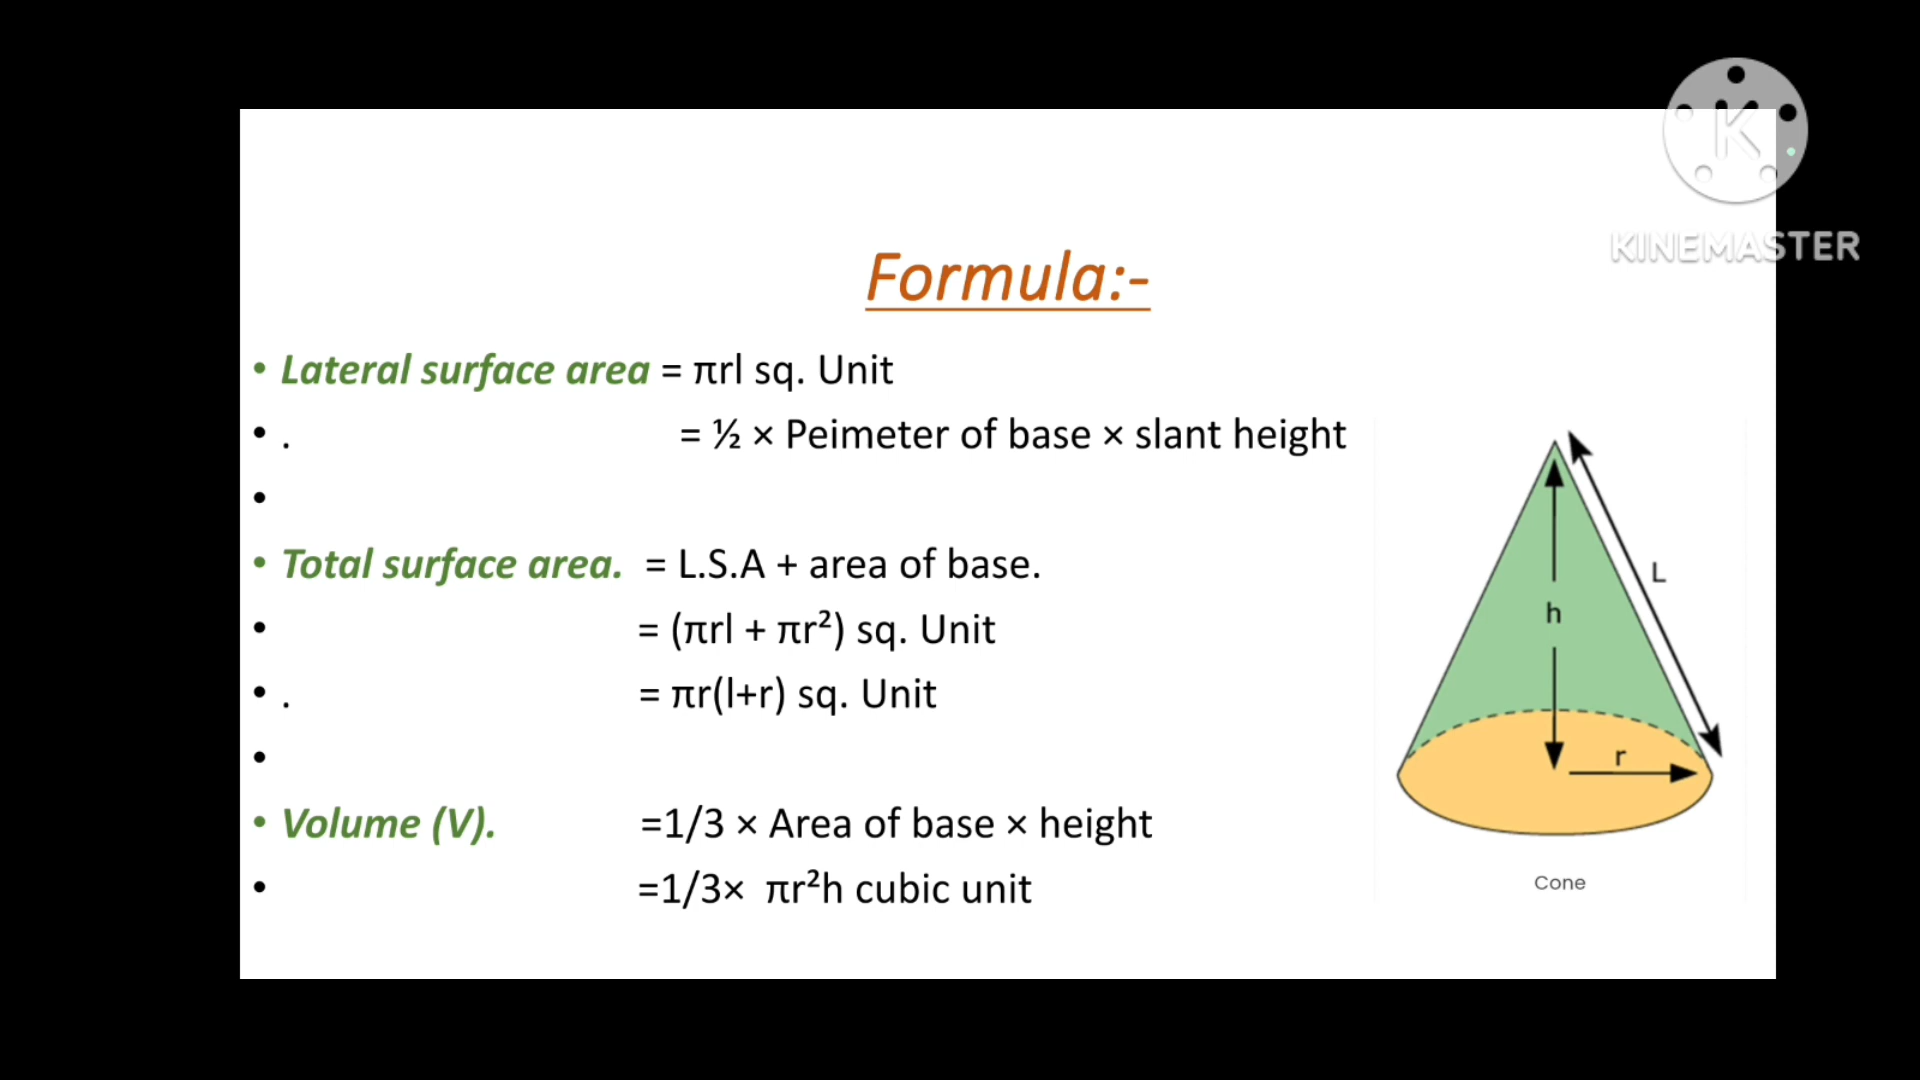 K
KINEMASTER
Formula:-
• Lateral surface area = πrl sq. Unit
• . = ½ × Peimeter of base × slant height
•
• Total surface area. = L.S.A + area of base.
• = (πrl + πr²) sq. Unit
• . = πr(l+r) sq. Unit
•
• Volume (V). =1/3 × Area of base × height
• =1/3× πr²h cubic unit
h
L
r
Cone